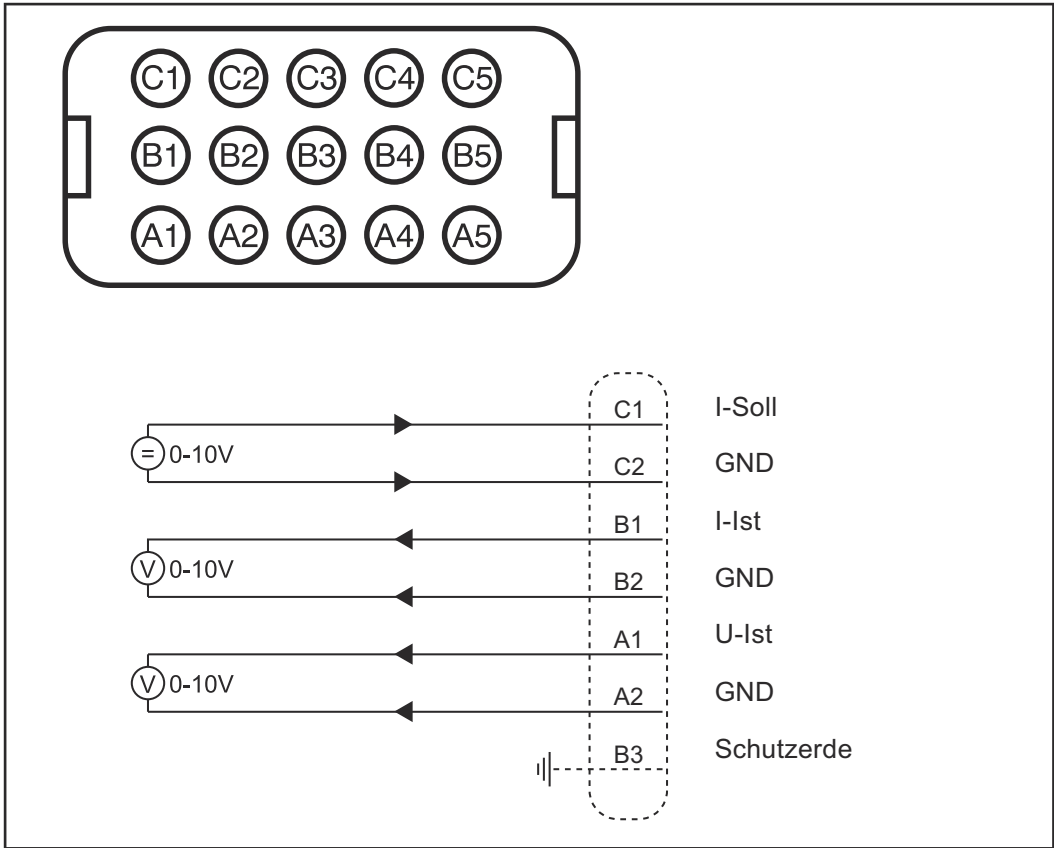 C1 C2 C3 C4 C5
B1 B2 B3 B4 B5
A1 A2 A3 A4 A5
C1 I-Soll
= 0-10V
C2 GND
B1 I-Ist
V 0-10V
B2 GND
A1 U-Ist
V 0-10V
A2 GND
B3 Schutzerde